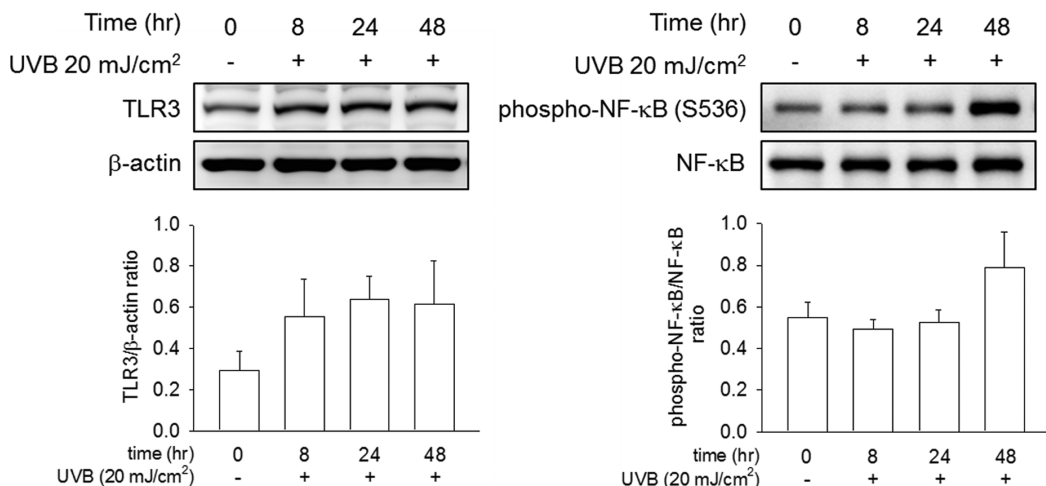 Time (hr) 0 8 24 48
UVB 20 mJ/cm² - + + +
TLR3
β-actin
1.0
0.8
0.6
0.4
0.2
0.0
TLR3/β-actin ratio
time (hr) 0 8 24 48
UVB (20 mJ/cm²) - + + +
Time (hr) 0 8 24 48
UVB 20 mJ/cm² - + + +
phospho-NF-κB (S536)
NF-κB
1.0
0.8
0.6
0.4
0.2
0.0
phospho-NF-κB/NF-κB
ratio
time (hr) 0 8 24 48
UVB (20 mJ/cm²) - + + +